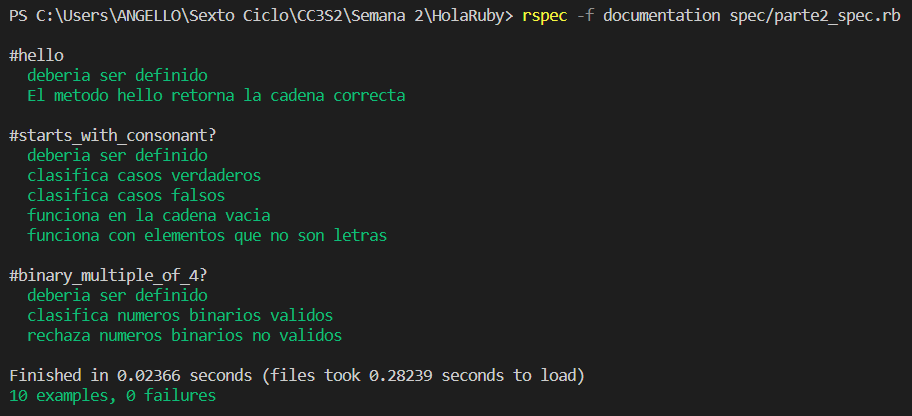 PS C:\Users\ANGELLO\Sexto Ciclo\CC3S2\Semana 2\HolaRuby> rspec -f documentation spec/parte2_spec.rb
#hello
deberia ser definido
El metodo hello retorna la cadena correcta
#starts_with_consonant?
deberia ser definido
clasifica casos verdaderos
clasifica casos falsos
funciona en la cadena vacia
funciona con elementos que no son letras
#binary_multiple_of_4?
deberia ser definido
clasifica numeros binarios validos
rechaza numeros binarios no validos
Finished in 0.02366 seconds (files took 0.28239 seconds to load)
10 examples, 0 failures